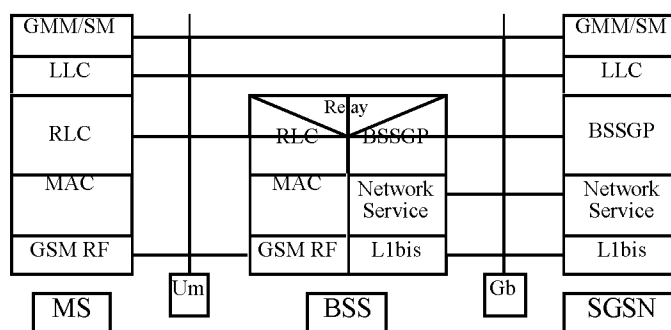 GMM/SM
GMM/SM
LLC
LLC
Relay
RLC
RLC
BSSGP
BSSGP
MAC
MAC
Network
Service
Network
Service
GSM RF
GSM RF
L1bis
L1bis
Um
Gb
MS
BSS
SGSN